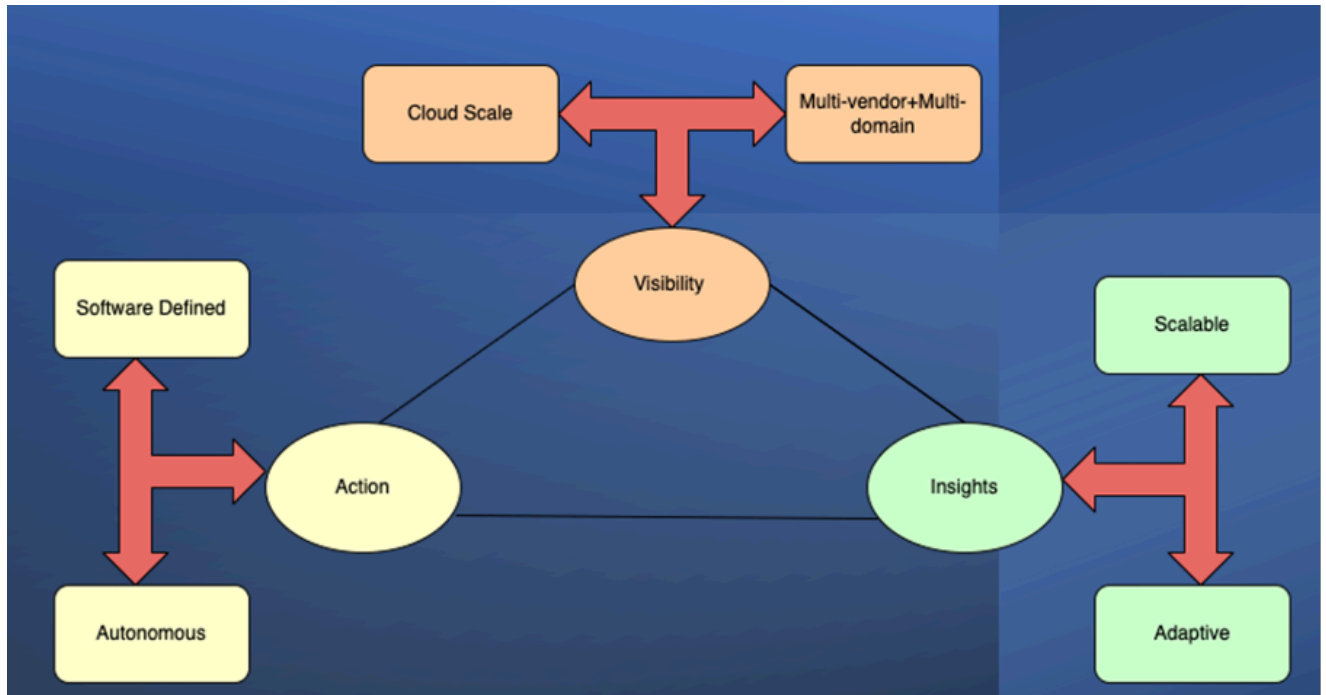 Cloud Scale
Multi-vendor+Multi-
domain
Visibility
Software Defined
Scalable
Action
Insights
Autonomous
Adaptive